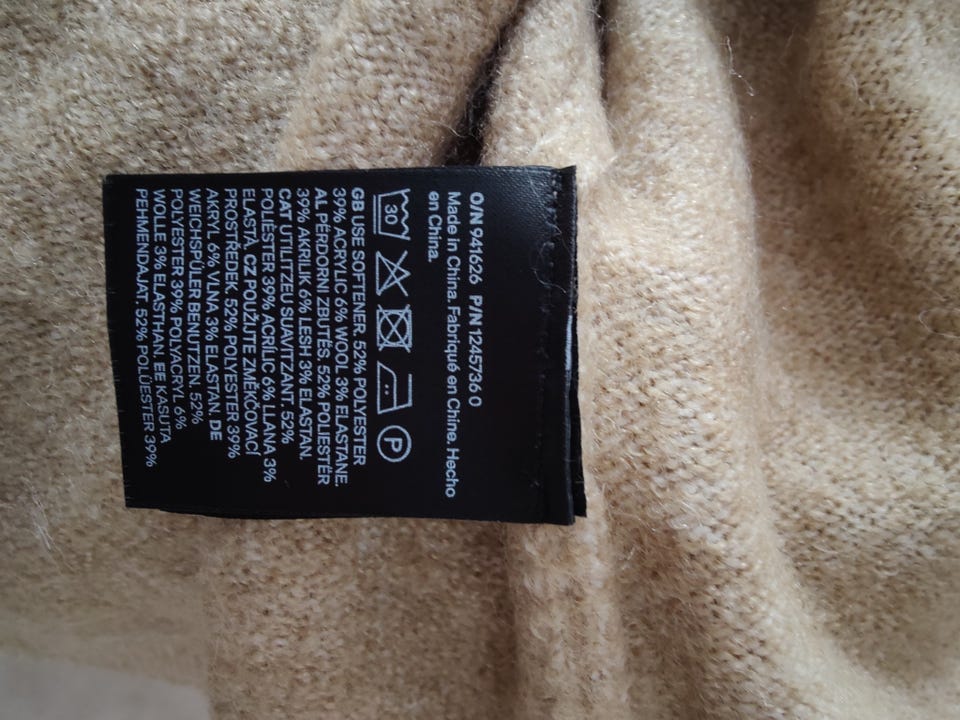 O/N 941626 P/N 1245736 0
Made in China. Fabriqué en Chine. Hecho
en China.
30 P
GB USE SOFTENER. 52% POLYESTER
39% ACRYLIC 6% WOOL 3% ELASTANE.
AL PËRDORNI ZBUTËS. 52% POLIESTËR
39% AKRILIK 6% LESH 3% ELASTAN.
CAT UTILITZEU SUAVITZANT. 52%
POLIÈSTER 39% ACRÍLIC 6% LLANA 3%
ELASTÀ. CZ POUŽIJTE ZMĚKČOVACÍ
PROSTŘEDEK. 52% POLYESTER 39%
AKRYL 6% VLNA 3% ELASTAN. DE
WEICHSPÜLER BENUTZEN. 52%
POLYESTER 39% POLYACRYL 6%
WOLLE 3% ELASTHAN. EE KASUTA
PEHMENDAJAT. 52% POLÜESTER 39%